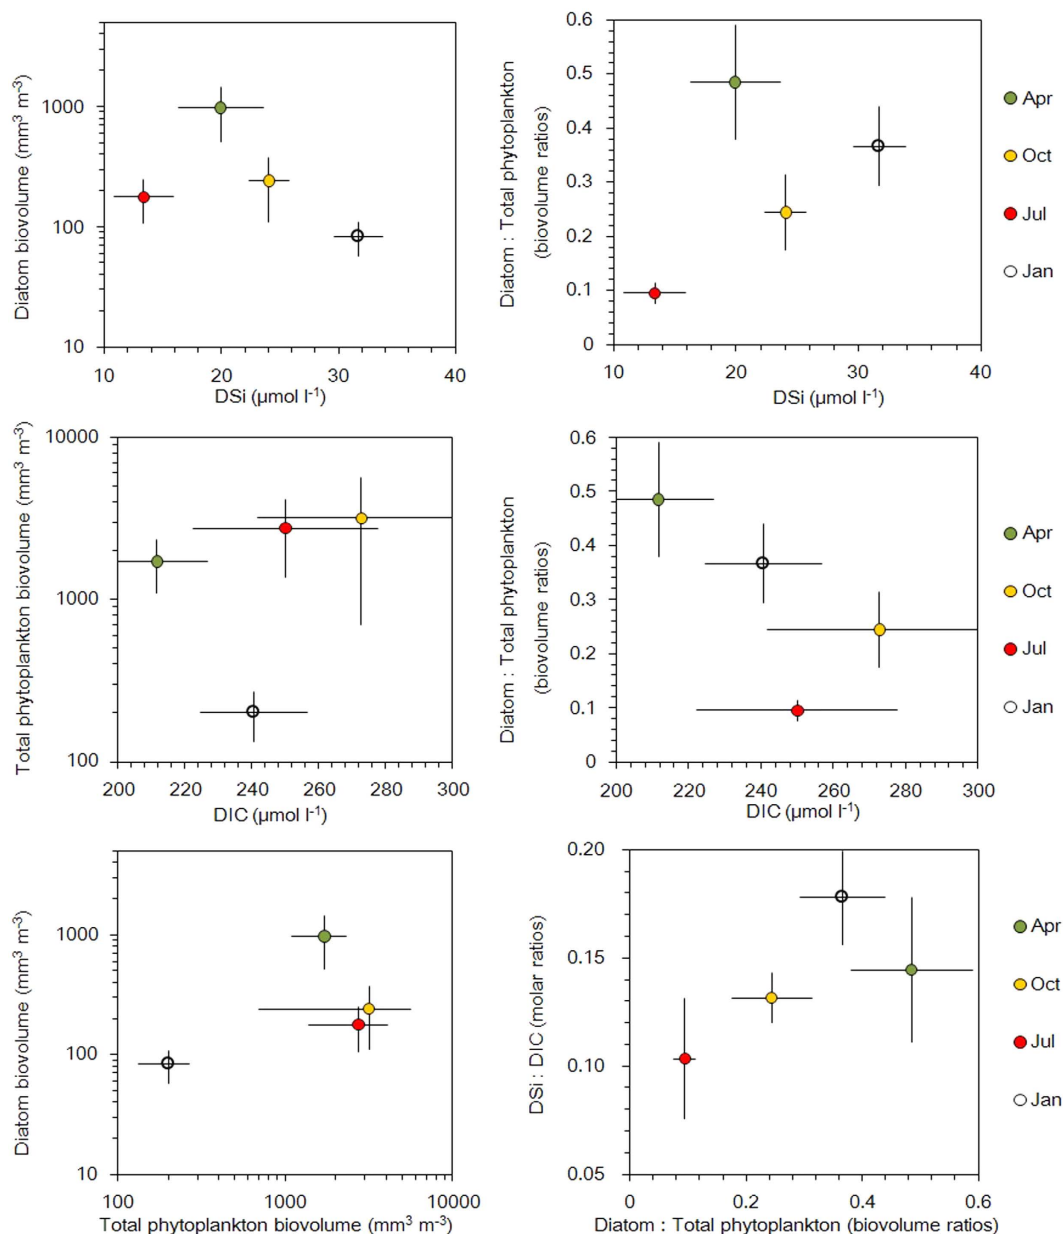 Diatom biovolume (mm³ m⁻³)
1000
100
10
10 20 30 40
DSi (µmol l⁻¹)
Diatom : Total phytoplankton
(biovolume ratios)
0.6
0.5
0.4
0.3
0.2
0.1
0
10 20 30 40
DSi (µmol l⁻¹)
Apr
Oct
Jul
Jan
Total phytoplankton biovolume (mm³ m⁻³)
10000
1000
100
200 220 240 260 280 300
DIC (µmol l⁻¹)
Diatom : Total phytoplankton
(biovolume ratios)
0.6
0.5
0.4
0.3
0.2
0.1
0
200 220 240 260 280 300
DIC (µmol l⁻¹)
Apr
Oct
Jul
Jan
Diatom biovolume (mm³ m⁻³)
1000
100
10
100 1000 10000
Total phytoplankton biovolume (mm³ m⁻³)
DSi : DIC (molar ratios)
0.20
0.15
0.10
0.05
0 0.2 0.4 0.6
Diatom : Total phytoplankton (biovolume ratios)
Apr
Oct
Jul
Jan